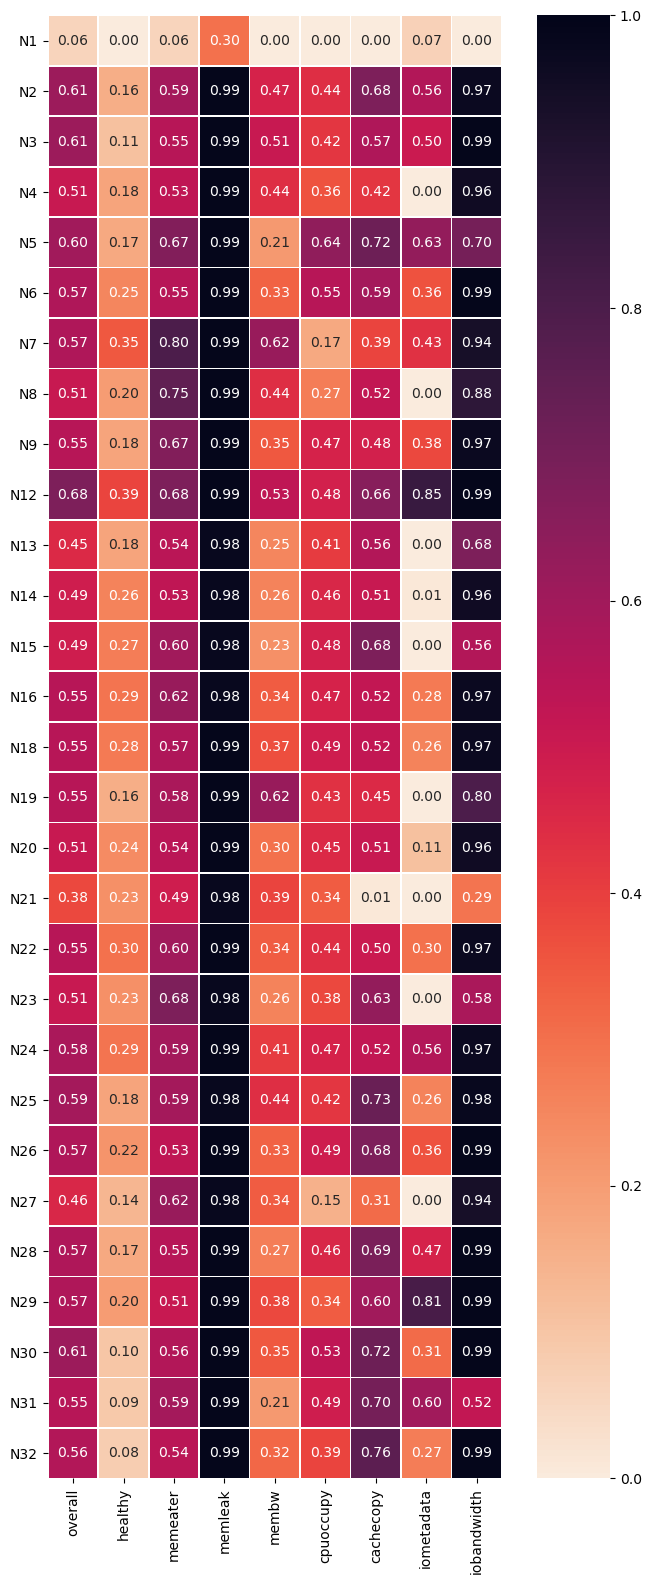 N1 0.06 0.00 0.06 0.30 0.00 0.00 0.00 0.07 0.00
N2 0.61 0.16 0.59 0.99 0.47 0.44 0.68 0.56 0.97
N3 0.61 0.11 0.55 0.99 0.51 0.42 0.57 0.50 0.99
N4 0.51 0.18 0.53 0.99 0.44 0.36 0.42 0.00 0.96
N5 0.60 0.17 0.67 0.99 0.21 0.64 0.72 0.63 0.70
N6 0.57 0.25 0.55 0.99 0.33 0.55 0.59 0.36 0.99
N7 0.57 0.35 0.80 0.99 0.62 0.17 0.39 0.43 0.94
N8 0.51 0.20 0.75 0.99 0.44 0.27 0.52 0.00 0.88
N9 0.55 0.18 0.67 0.99 0.35 0.47 0.48 0.38 0.97
N12 0.68 0.39 0.68 0.99 0.53 0.48 0.66 0.85 0.99
N13 0.45 0.18 0.54 0.98 0.25 0.41 0.56 0.00 0.68
N14 0.49 0.26 0.53 0.98 0.26 0.46 0.51 0.01 0.96
N15 0.49 0.27 0.60 0.98 0.23 0.48 0.68 0.00 0.56
N16 0.55 0.29 0.62 0.98 0.34 0.47 0.52 0.28 0.97
N18 0.55 0.28 0.57 0.99 0.37 0.49 0.52 0.26 0.97
N19 0.55 0.16 0.58 0.99 0.62 0.43 0.45 0.00 0.80
N20 0.51 0.24 0.54 0.99 0.30 0.45 0.51 0.11 0.96
N21 0.38 0.23 0.49 0.98 0.39 0.34 0.01 0.00 0.29
N22 0.55 0.30 0.60 0.99 0.34 0.44 0.50 0.30 0.97
N23 0.51 0.23 0.68 0.98 0.26 0.38 0.63 0.00 0.58
N24 0.58 0.29 0.59 0.99 0.41 0.47 0.52 0.56 0.97
N25 0.59 0.18 0.59 0.98 0.44 0.42 0.73 0.26 0.98
N26 0.57 0.22 0.53 0.99 0.33 0.49 0.68 0.36 0.99
N27 0.46 0.14 0.62 0.98 0.34 0.15 0.31 0.00 0.94
N28 0.57 0.17 0.55 0.99 0.27 0.46 0.69 0.47 0.99
N29 0.57 0.20 0.51 0.99 0.38 0.34 0.60 0.81 0.99
N30 0.61 0.10 0.56 0.99 0.35 0.53 0.72 0.31 0.99
N31 0.55 0.09 0.59 0.99 0.21 0.49 0.70 0.60 0.52
N32 0.56 0.08 0.54 0.99 0.32 0.39 0.76 0.27 0.99
overall healthy memeater memleak membw cpuoccupy cachecopy iometadata iobandwidth
1.0
0.8
0.6
0.4
0.2
0.0